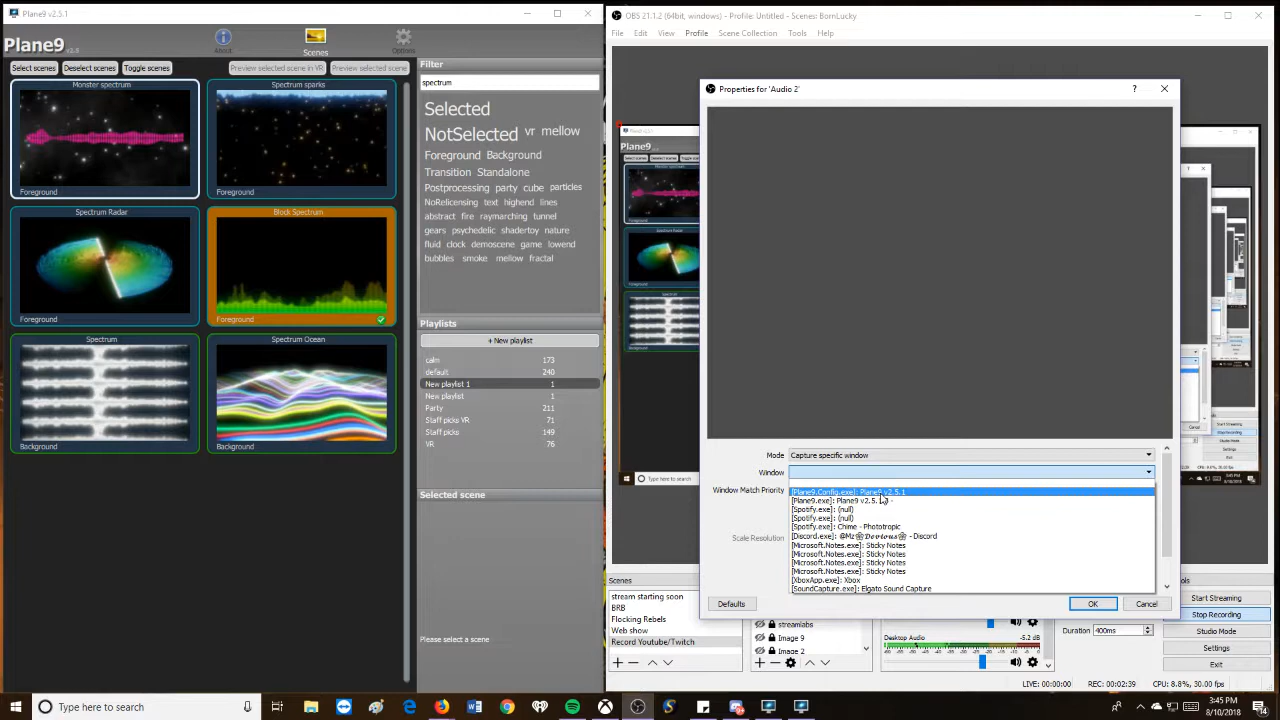 Plane9 v2.5.1
Plane9 v2.5
About
Scenes
Options
Select scenes
Deselect scenes
Toggle scenes
Preview selected scene in VR
Preview selected scene
Monster spectrum
Foreground
Spectrum sparks
Foreground
Spectrum Radar
Foreground
Block Spectrum
Foreground
Spectrum
Background
Spectrum Ocean
Background
Filter
spectrum
Selected
NotSelected vr mellow
Foreground Background
Transition Standalone
Postprocessing party cube particles
NoRelicensing text highend lines
abstract fire raymarching tunnel
gears psychedelic shadertoy nature
fluid clock demoscene game lowend
bubbles smoke mellow fractal
Playlists
+ New playlist
calm 173
default 240
New playlist 1 1
New playlist 1
Party 211
Staff picks VR 71
Staff picks 149
VR 76
Selected scene
Please select a scene
OBS 21.1.2 (64bit, windows) - Profile: Untitled - Scenes: BornLucky
File Edit View Profile Scene Collection Tools Help
Properties for 'Audio 2'
Mode Capture specific window
Window
Window Match Priority
Scale Resolution
[Plane9.Config.exe]: Plane9 v2.5.1
[Plane9.exe]: Plane9 v2.5.1
[Spotify.exe]: (null)
[Spotify.exe]: (null)
[Spotify.exe]: Chime - Phototropic
[Discord.exe]: @Mz🏵𝓓𝓮𝓿𝓲𝓸𝓾𝓼🏵 - Discord
[Microsoft.Notes.exe]: Sticky Notes
[Microsoft.Notes.exe]: Sticky Notes
[Microsoft.Notes.exe]: Sticky Notes
[Microsoft.Notes.exe]: Sticky Notes
[XboxApp.exe]: Xbox
[SoundCapture.exe]: Elgato Sound Capture
Defaults
OK
Cancel
Scenes
stream starting soon
BRB
Flocking Rebels
Web show
Record Youtube/Twitch
streamlabs
Image 9
Image 2
Desktop Audio -5.2 dB
Duration 400ms
Start Streaming
Stop Recording
Studio Mode
Settings
Exit
LIVE: 00:00:00 REC: 00:02:39 CPU: 8.8%, 30.00 fps
Type here to search
3:45 PM
8/10/2018